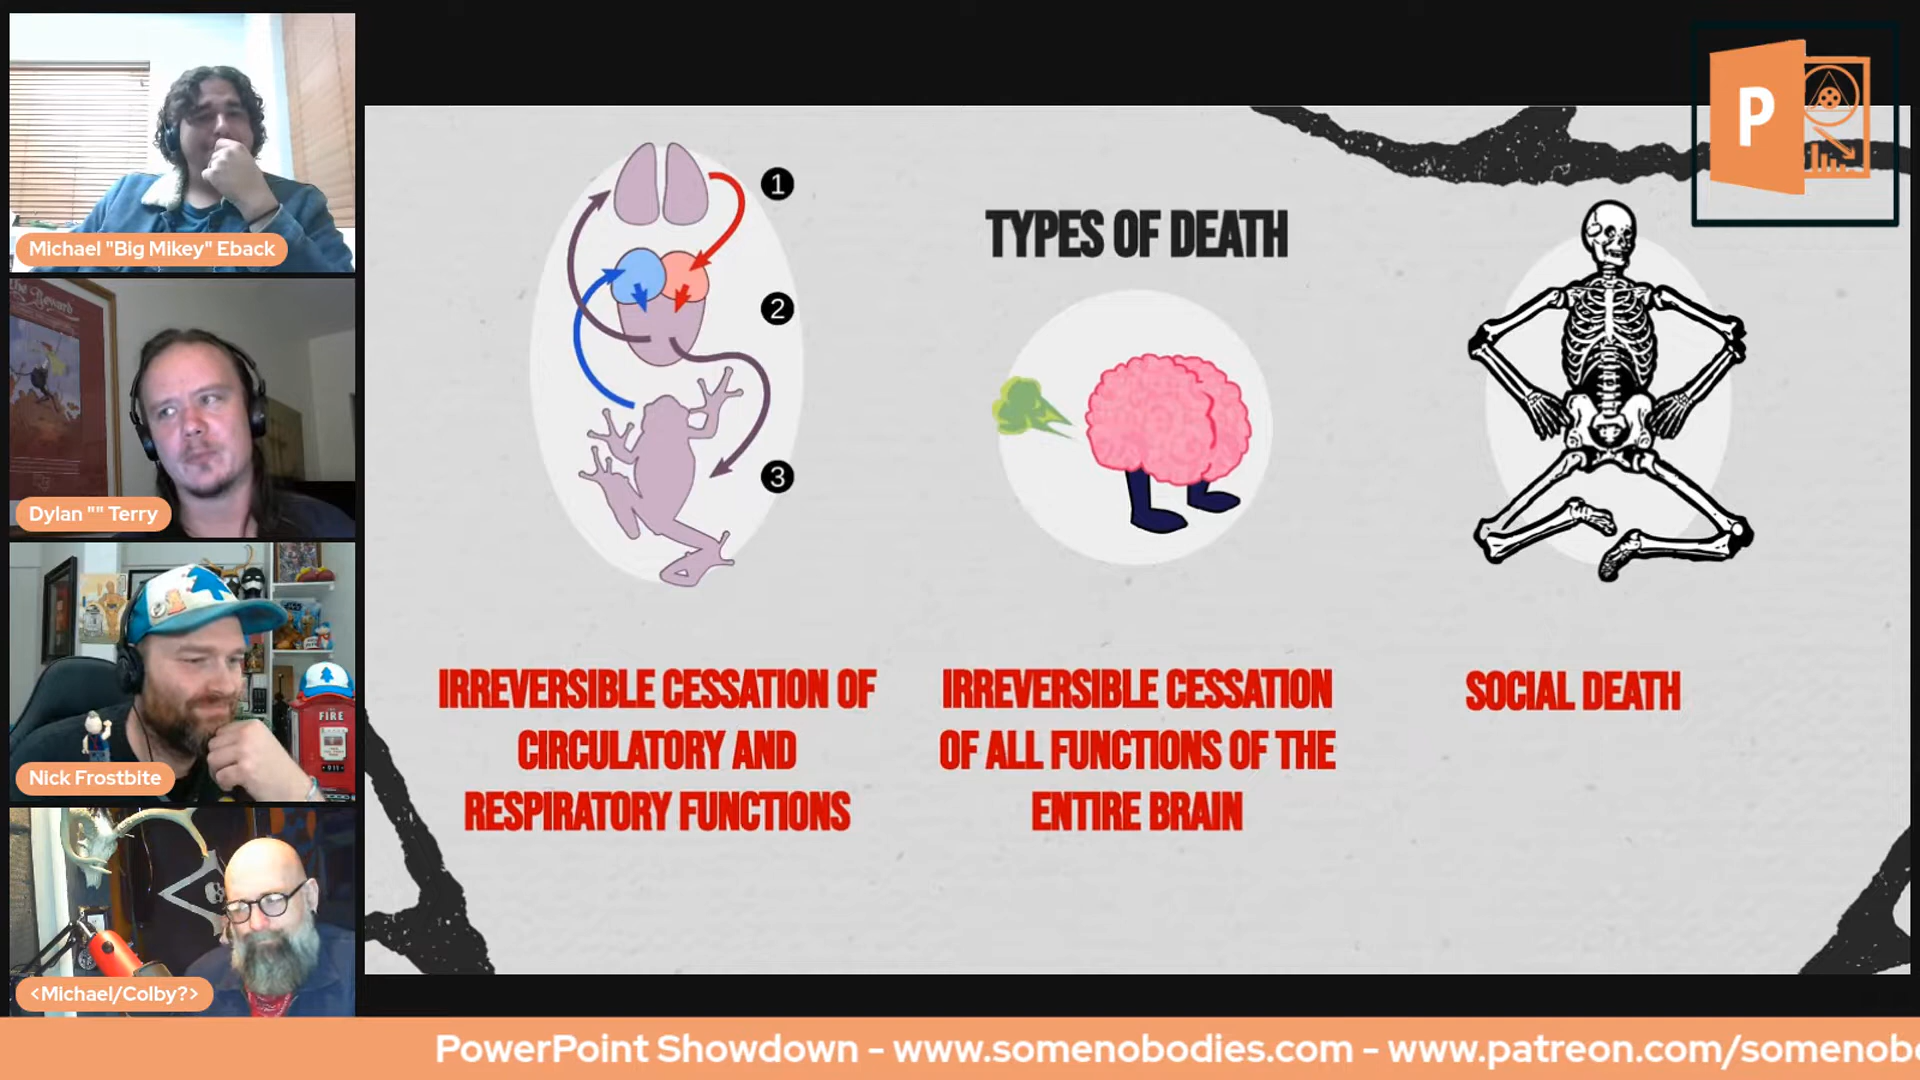 Michael "Big Mikey" Eback
Dylan "" Terry
Nick Frostbite
FIRE
<Michael/Colby?>
P
1
2
3
TYPES OF DEATH
IRREVERSIBLE CESSATION OF
CIRCULATORY AND
RESPIRATORY FUNCTIONS
IRREVERSIBLE CESSATION
OF ALL FUNCTIONS OF THE
ENTIRE BRAIN
SOCIAL DEATH
PowerPoint Showdown - www.somenobodies.com - www.patreon.com/somenob